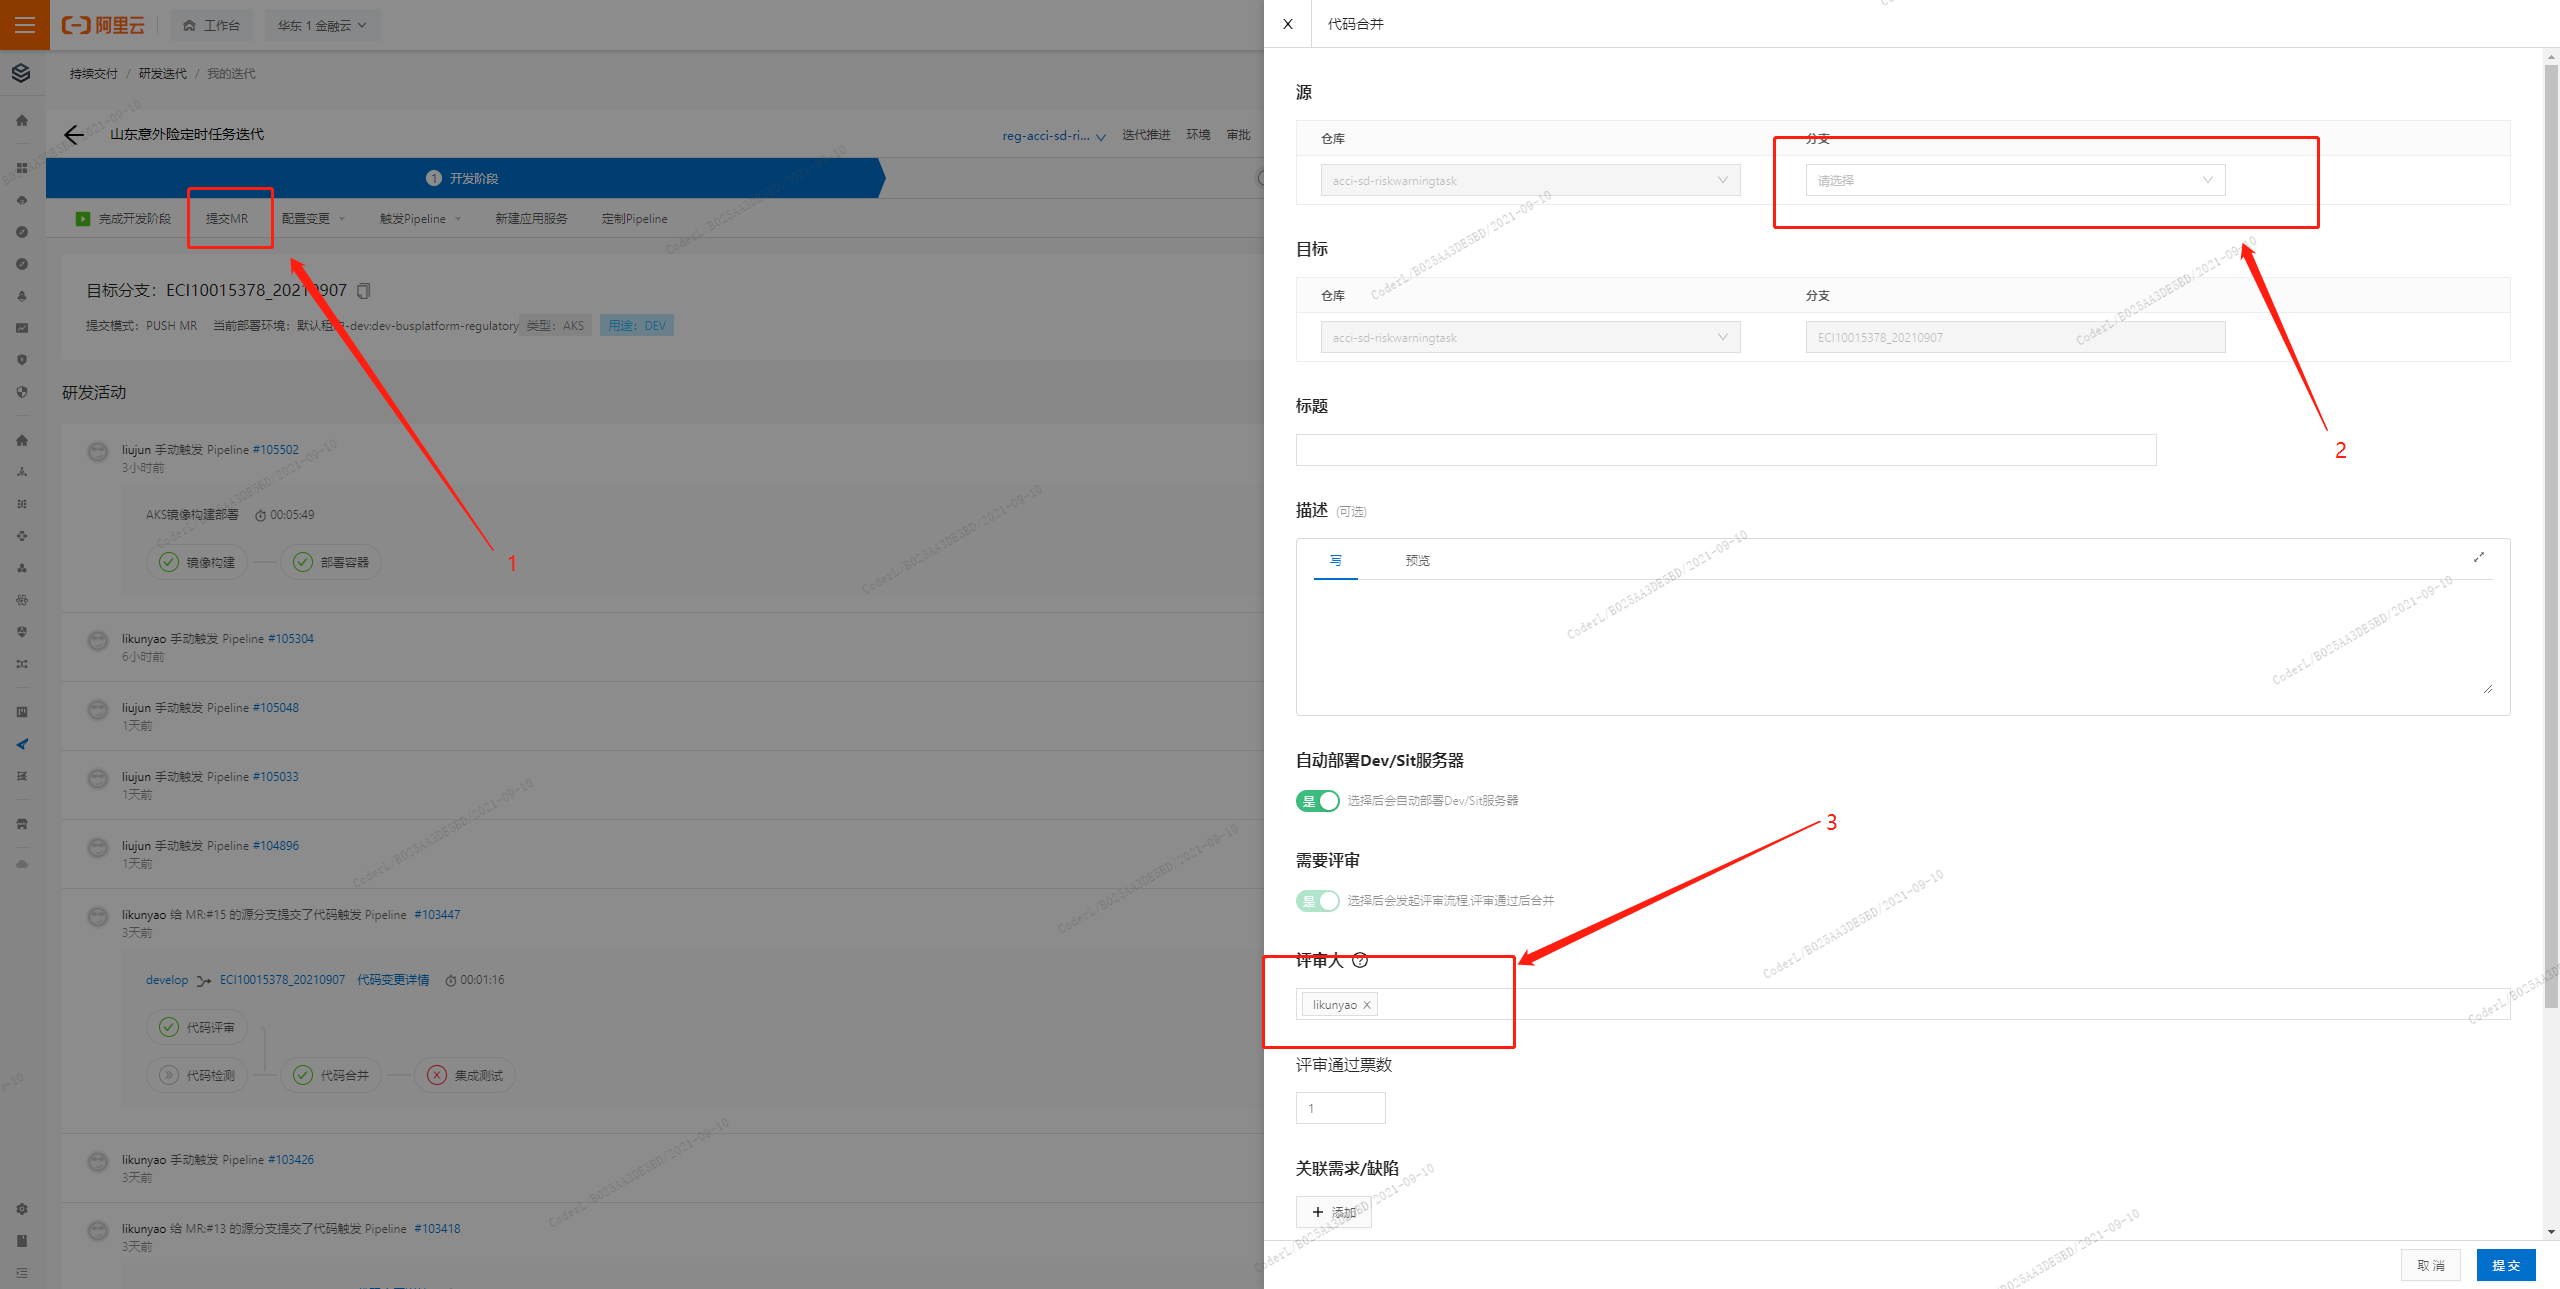 阿里云
工作台
华东 1 金融云
持续交付 / 研发迭代 / 我的迭代
山东意外险定时任务迭代
reg-acci-sd-ri...
迭代推进
环境
审批
1 开发阶段
完成开发阶段
提交MR
配置变更
触发Pipeline
新建应用服务
定制Pipeline
目标分支：ECI10015378_20210907
提交模式：PUSH MR 当前部署环境：默认租户-dev:dev-busplatform-regulatory 类型：AKS 用途：DEV
研发活动
liujun 手动触发 Pipeline #105502
3小时前
AKS镜像构建部署 00:05:49
镜像构建
部署容器
1
likunyao 手动触发 Pipeline #105304
6小时前
liujun 手动触发 Pipeline #105048
1天前
liujun 手动触发 Pipeline #105033
1天前
liujun 手动触发 Pipeline #104896
1天前
likunyao 给 MR:#15 的源分支提交了代码触发 Pipeline #103447
3天前
develop ECI10015378_20210907 代码变更详情 00:01:16
代码评审
代码检测
代码合并
集成测试
likunyao 手动触发 Pipeline #103426
3天前
likunyao 给 MR:#13 的源分支提交了代码触发 Pipeline #103418
3天前
X 代码合并
源
仓库 分支
acci-sd-riskwarningtask 请选择
目标
仓库 分支
acci-sd-riskwarningtask ECI10015378_20210907
2
标题
描述 (可选)
写 预览
自动部署Dev/Sit服务器
是 选择后会自动部署Dev/Sit服务器
3
需要评审
是 选择后会发起评审流程,评审通过后合并
评审人
likunyao X
评审通过票数
1
关联需求/缺陷
+ 添加
取消 提交
CoderL/B025AA3DE5BD/2021-09-10